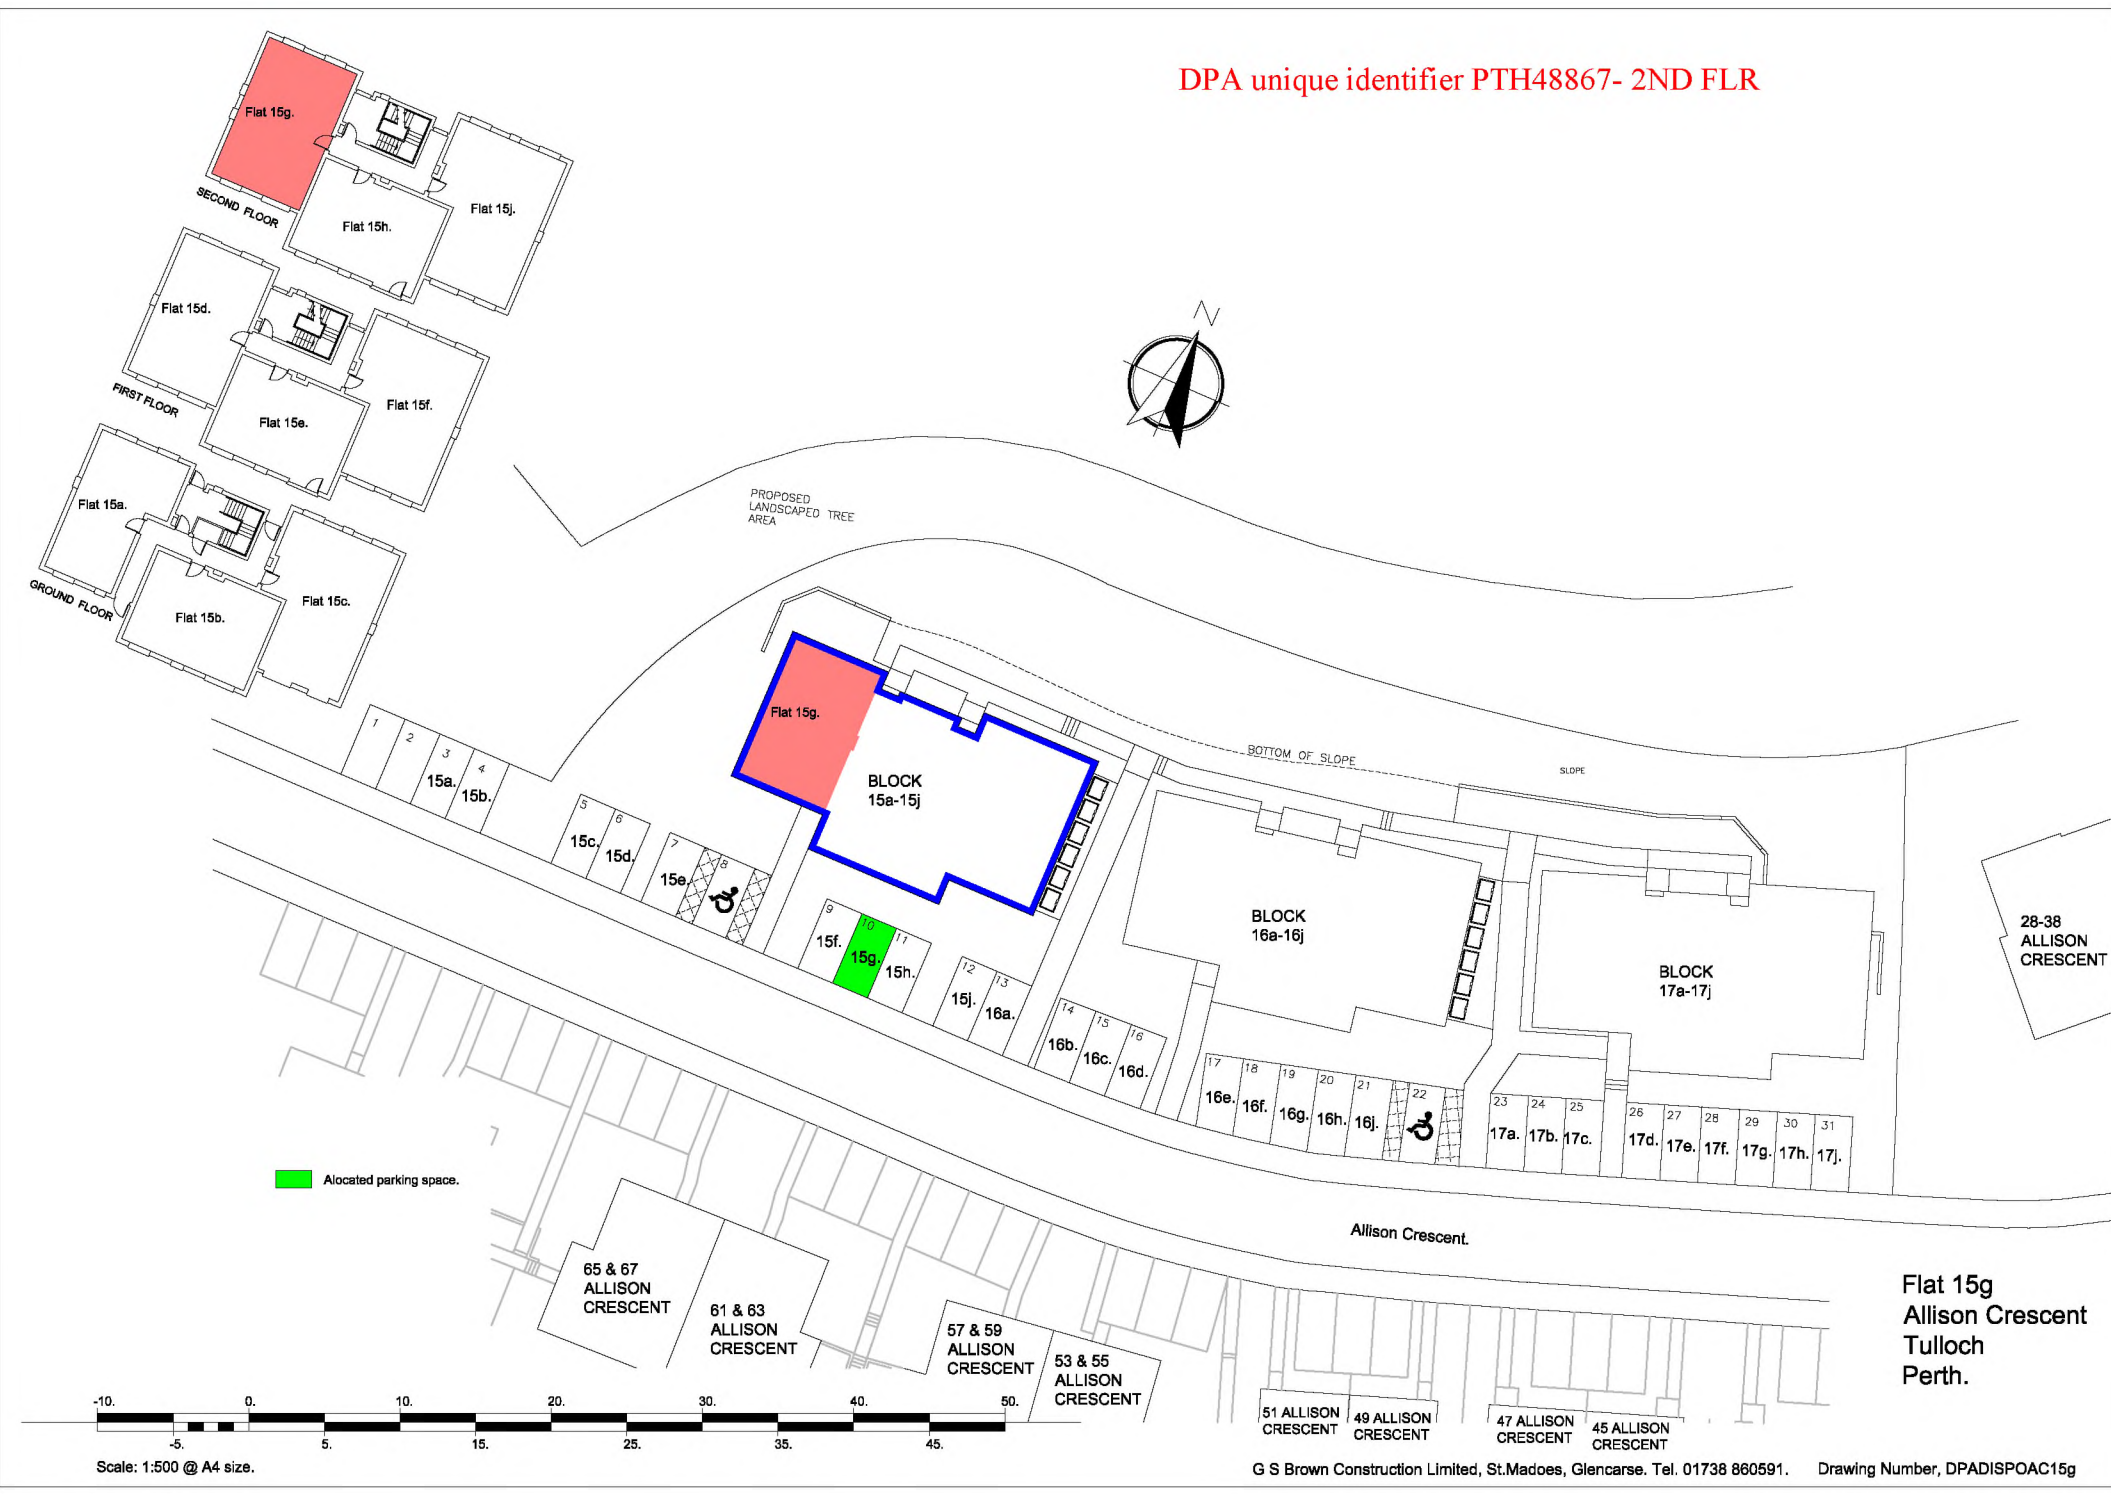 DPA unique identifier PTH48867- 2ND FLR
Flat 15g.
Flat 15h.
Flat 15j.
SECOND FLOOR
Flat 15d.
Flat 15e.
Flat 15f.
FIRST FLOOR
Flat 15a.
Flat 15b.
Flat 15c.
GROUND FLOOR
N
PROPOSED
LANDSCAPED TREE
AREA
BOTTOM OF SLOPE
SLOPE
Flat 15g.
BLOCK
15a-15j
BLOCK
16a-16j
BLOCK
17a-17j
28-38
ALLISON
CRESCENT
1
2
3
15a.
4
15b.
5
15c.
6
15d.
7
15e.
8
9
15f.
10
15g.
11
15h.
12
15j.
13
16a.
14
16b.
15
16c.
16
16d.
17
16e.
18
16f.
19
16g.
20
16h.
21
16j.
22
23
17a.
24
17b.
25
17c.
26
17d.
27
17e.
28
17f.
29
17g.
30
17h.
31
17j.
Alocated parking space.
Allison Crescent.
65 & 67
ALLISON
CRESCENT
61 & 63
ALLISON
CRESCENT
57 & 59
ALLISON
CRESCENT
53 & 55
ALLISON
CRESCENT
51 ALLISON
CRESCENT
49 ALLISON
CRESCENT
47 ALLISON
CRESCENT
45 ALLISON
CRESCENT
Flat 15g
Allison Crescent
Tulloch
Perth.
-10. 0. 10. 20. 30. 40. 50.
-5. 5. 15. 25. 35. 45.
Scale: 1:500 @ A4 size.
G S Brown Construction Limited, St.Madoes, Glencarse. Tel. 01738 860591.
Drawing Number, DPADISPOAC15g